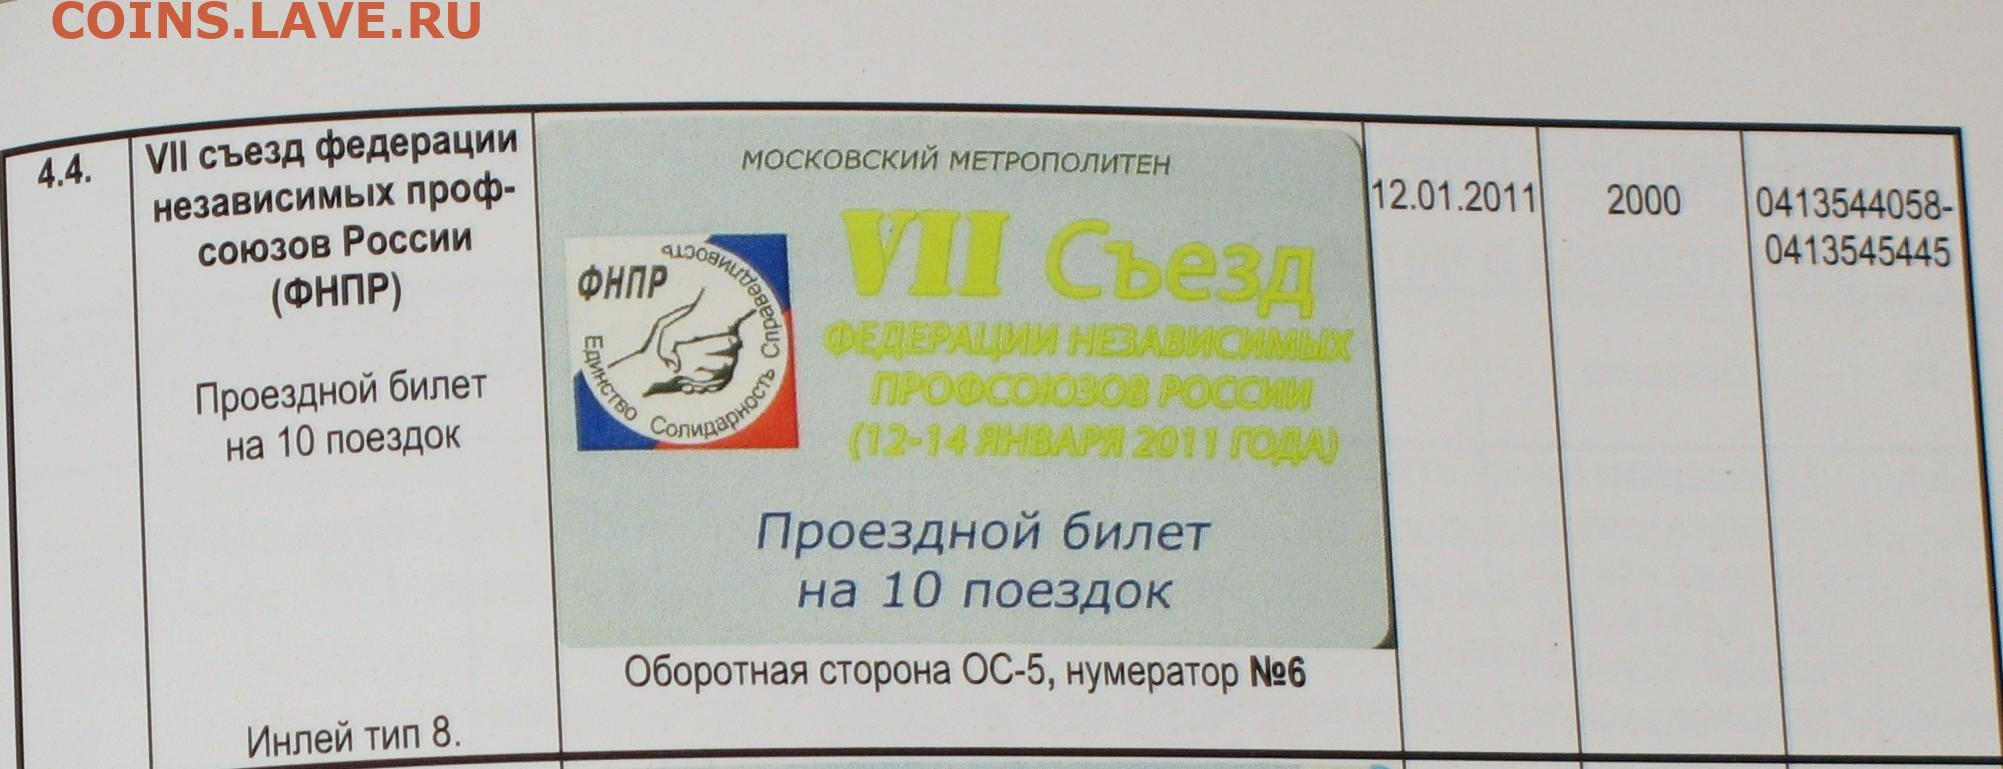 COINS.LAVE.RU
4.4.
VII съезд федерации
независимых проф-
союзов России
(ФНПР)
Проездной билет
на 10 поездок
Инлей тип 8.
МОСКОВСКИЙ МЕТРОПОЛИТЕН
ФНПР
Единство Солидарность Справедливость
VII Съезд
ФЕДЕРАЦИИ НЕЗАВИСИМЫХ
ПРОФСОЮЗОВ РОССИИ
(12-14 ЯНВАРЯ 2011 ГОДА)
Проездной билет
на 10 поездок
Оборотная сторона ОС-5, нумератор №6
12.01.2011
2000
0413544058-
0413545445